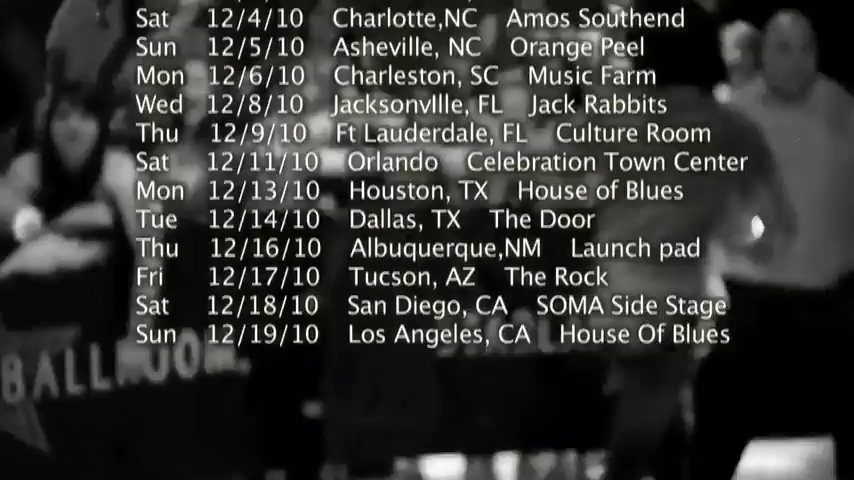 Sat 12/4/10 Charlotte,NC Amos Southend
Sun 12/5/10 Asheville, NC Orange Peel
Mon 12/6/10 Charleston, SC Music Farm
Wed 12/8/10 JacksonvIlle, FL Jack Rabbits
Thu 12/9/10 Ft Lauderdale, FL Culture Room
Sat 12/11/10 Orlando Celebration Town Center
Mon 12/13/10 Houston, TX House of Blues
Tue 12/14/10 Dallas, TX The Door
Thu 12/16/10 Albuquerque,NM Launch pad
Fri 12/17/10 Tucson, AZ The Rock
Sat 12/18/10 San Diego, CA SOMA Side Stage
Sun 12/19/10 Los Angeles, CA House Of Blues
BALLROOM